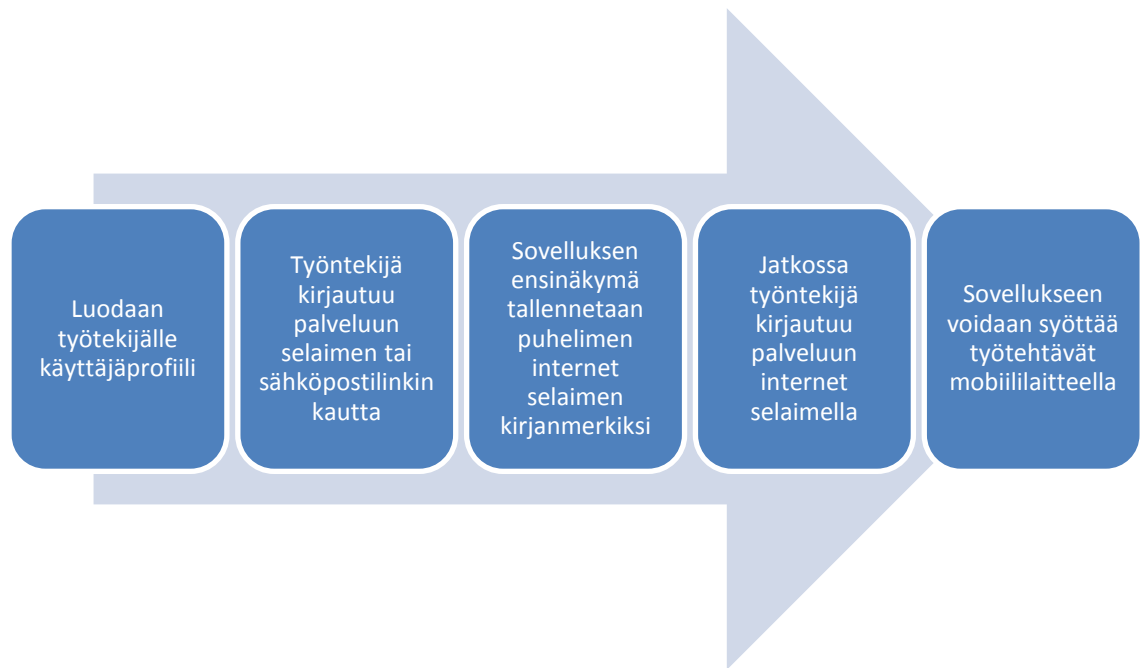 Luodaan
työtekijälle
käyttäjäprofiili
Työntekijä
kirjautuu
palveluun
selaimen tai
sähköpostilinkin
kautta
Sovelluksen
ensinäkymä
tallennetaan
puhelimen
internet
selaimen
kirjanmerkiksi
Jatkossa
työntekijä
kirjautuu
palveluun
internet
selaimella
Sovellukseen
voidaan syöttää
työtehtävät
mobiililaitteella